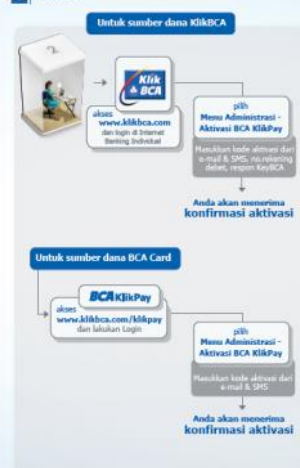 Untuk sumber dana KlikBCA
2
Klik
& BCA
akses
www.klikbca.com
dan login di Internet
Banking Individual
pilih
Menu Administrasi -
Aktivasi BCA KlikPay
Masukkan kode aktivasi dari
e-mail & SMS, no.rekening
debet, respon KeyBCA
Anda akan menerima
konfirmasi aktivasi
Untuk sumber dana BCA Card
BCA KlikPay
akses
www.klikbca.com/klikpay
dan lakukan Login
pilih
Menu Administrasi -
Aktivasi BCA KlikPay
Masukkan kode aktivasi dari
e-mail & SMS
Anda akan menerima
konfirmasi aktivasi